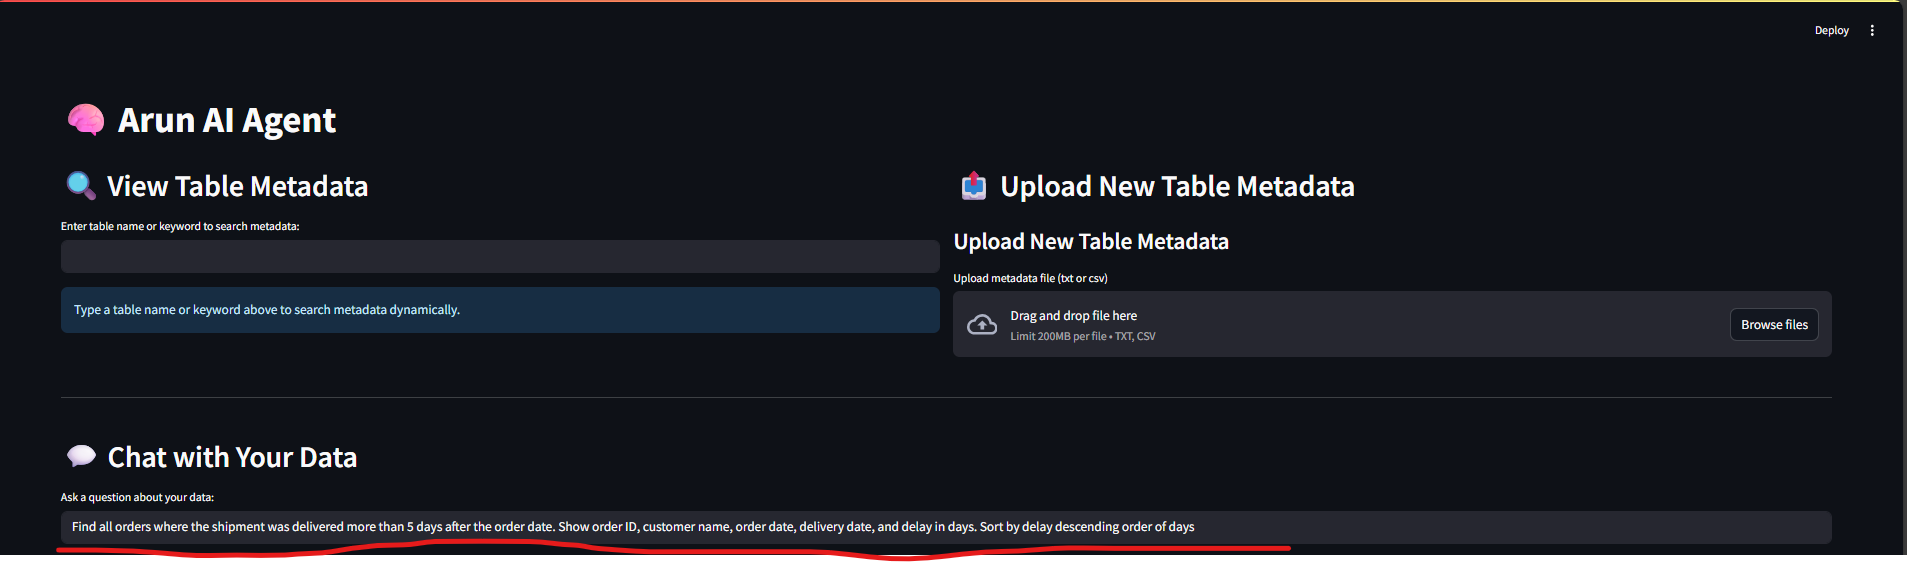 Deploy
Arun AI Agent
View Table Metadata
Enter table name or keyword to search metadata:
Type a table name or keyword above to search metadata dynamically.
Upload New Table Metadata
Upload New Table Metadata
Upload metadata file (txt or csv)
Drag and drop file here
Limit 200MB per file • TXT, CSV
Browse files
Chat with Your Data
Ask a question about your data:
Find all orders where the shipment was delivered more than 5 days after the order date. Show order ID, customer name, order date, delivery date, and delay in days. Sort by delay descending order of days